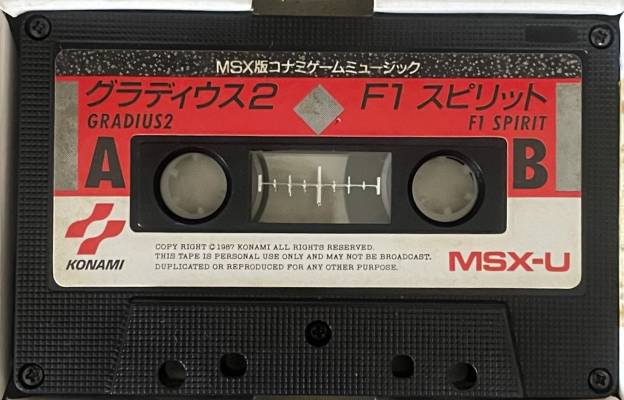 MSX版コナミゲームミュージック
グラディウス2
F1 スピリット
GRADIUS2
F1 SPIRIT
A
B
KONAMI
COPY RIGHT © 1987 KONAMI ALL RIGHTS RESERVED.
THIS TAPE IS PERSONAL USE ONLY AND MAY NOT BE BROADCAST.
DUPLICATED OR REPRODUCED FOR ANY OTHER PURPOSE.
MSX-U